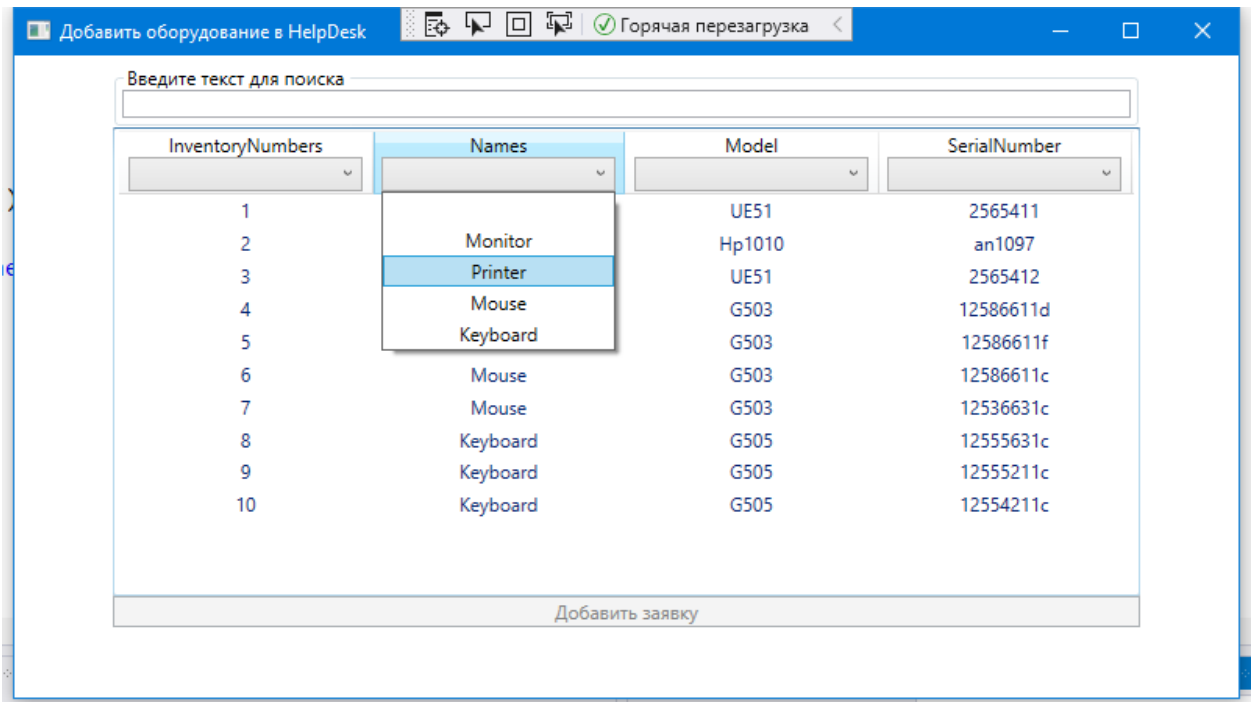 Добавить оборудование в HelpDesk
Горячая перезагрузка
Введите текст для поиска
InventoryNumbers Names Model SerialNumber
1 UE51 2565411
2 Monitor Hp1010 an1097
3 Printer UE51 2565412
4 Mouse G503 12586611d
5 Keyboard G503 12586611f
6 Mouse G503 12586611c
7 Mouse G503 12536631c
8 Keyboard G505 12555631c
9 Keyboard G505 12555211c
10 Keyboard G505 12554211c
Добавить заявку